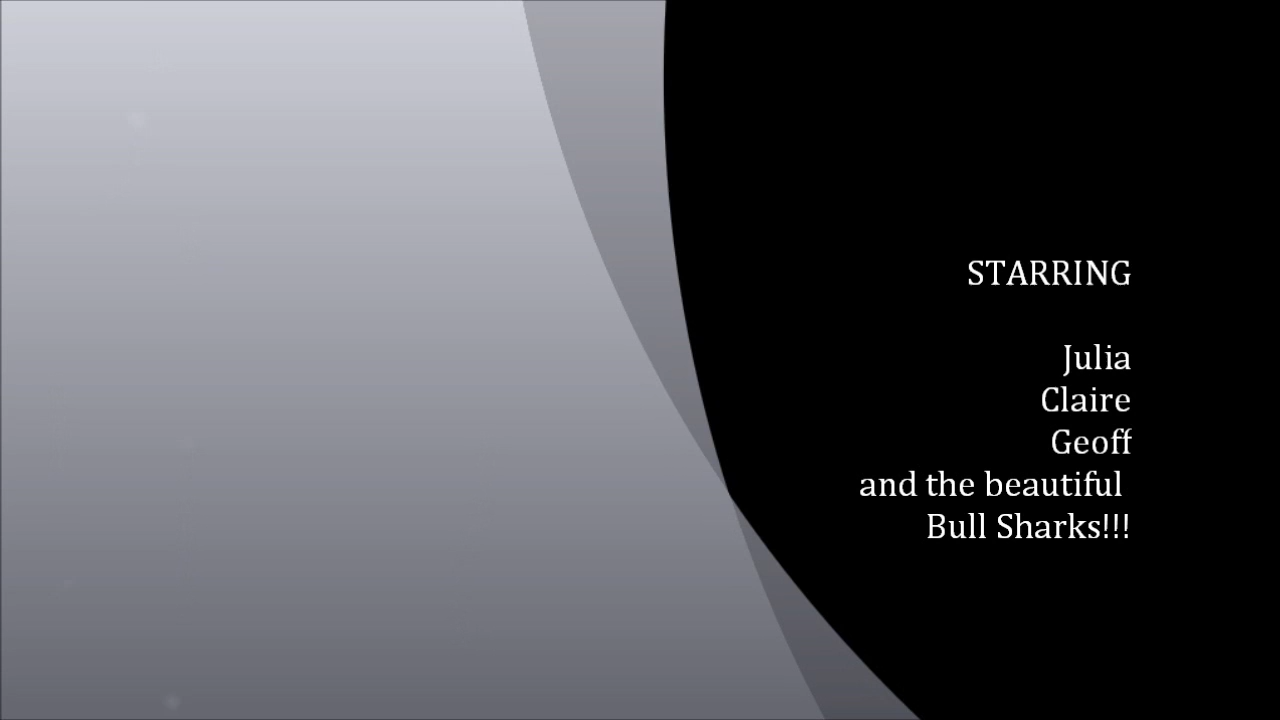 STARRING
Julia
Claire
Geoff
and the beautiful
Bull Sharks!!!